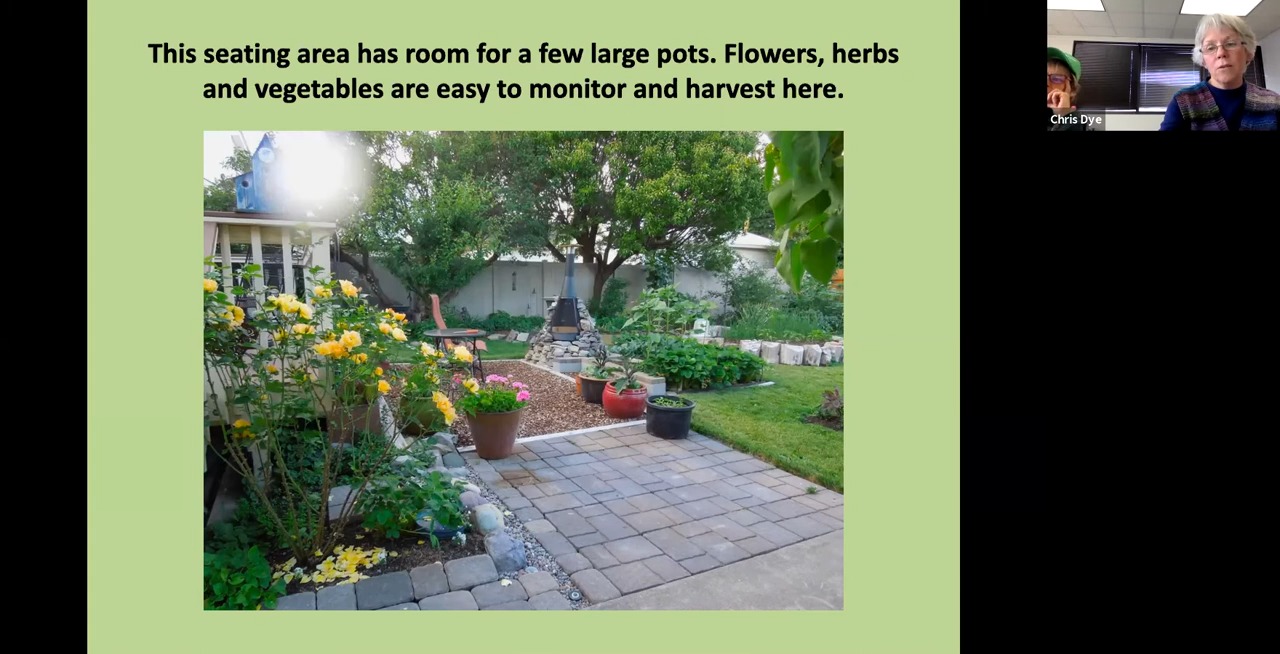 This seating area has room for a few large pots. Flowers, herbs
and vegetables are easy to monitor and harvest here.
Chris Dye